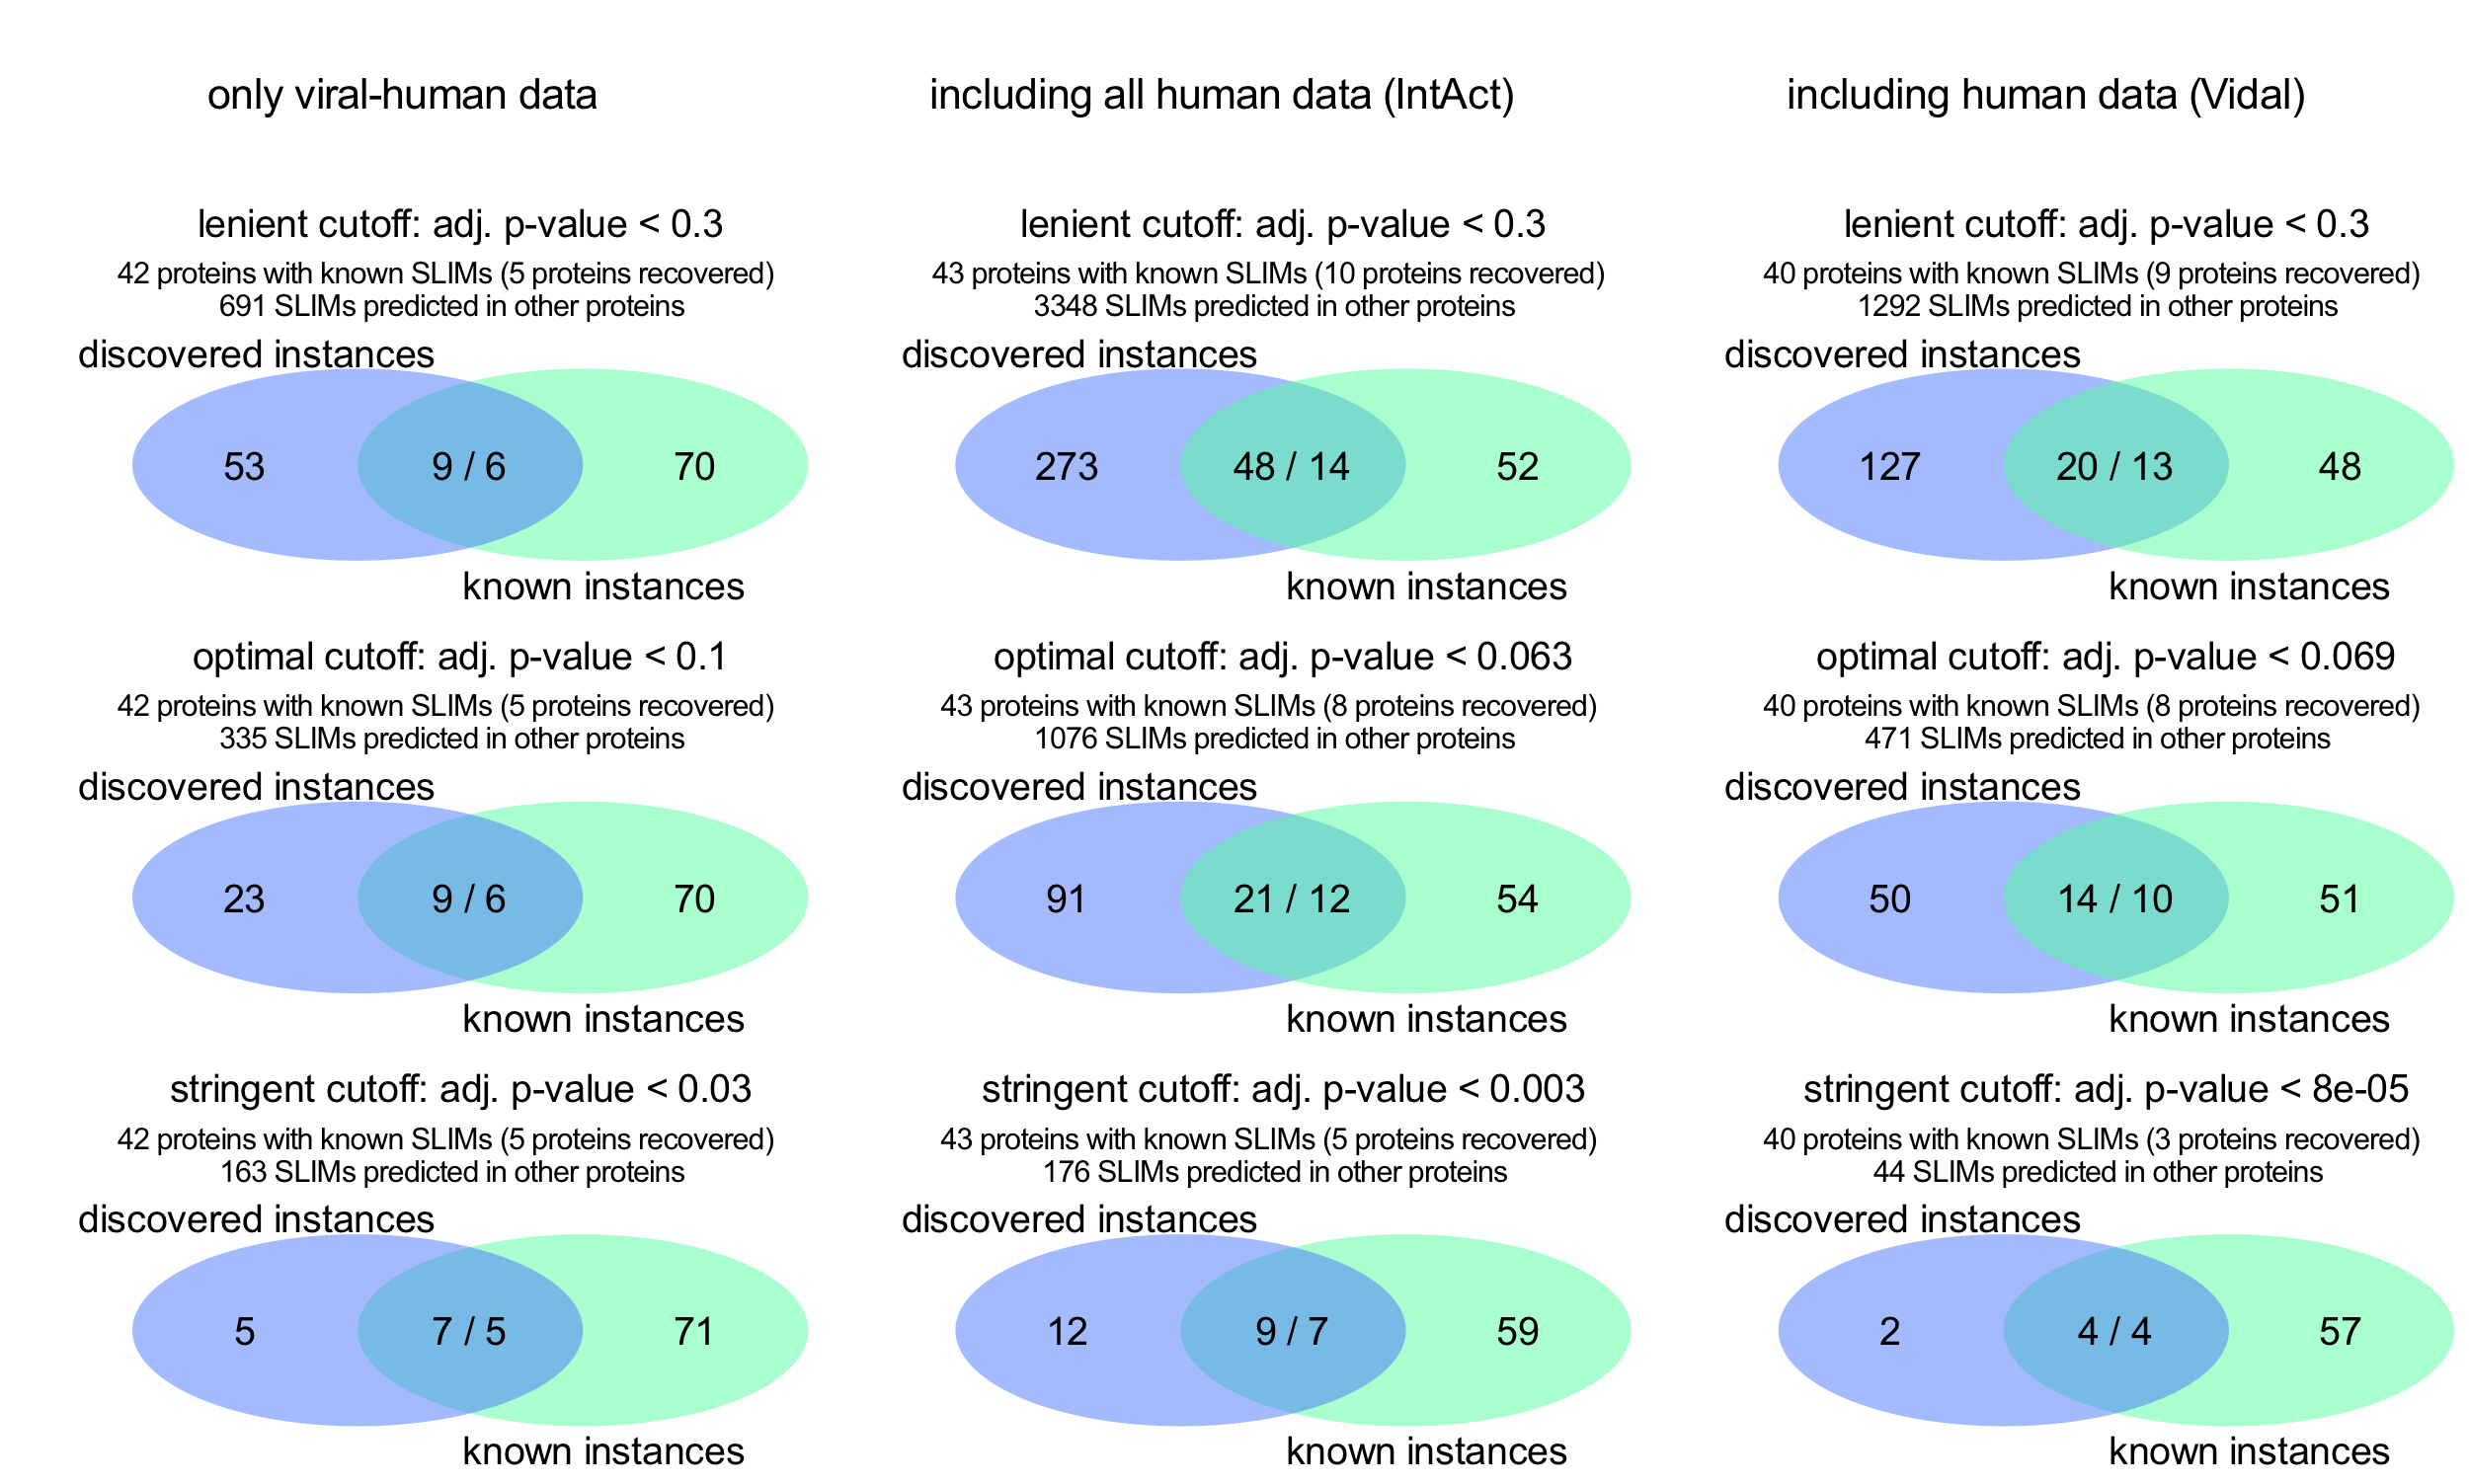 only viral-human data
including all human data (IntAct)
including human data (Vidal)
lenient cutoff: adj. p-value < 0.3
42 proteins with known SLIMs (5 proteins recovered)
691 SLIMs predicted in other proteins
discovered instances
53
9 / 6
70
known instances
lenient cutoff: adj. p-value < 0.3
43 proteins with known SLIMs (10 proteins recovered)
3348 SLIMs predicted in other proteins
discovered instances
273
48 / 14
52
known instances
lenient cutoff: adj. p-value < 0.3
40 proteins with known SLIMs (9 proteins recovered)
1292 SLIMs predicted in other proteins
discovered instances
127
20 / 13
48
known instances
optimal cutoff: adj. p-value < 0.1
42 proteins with known SLIMs (5 proteins recovered)
335 SLIMs predicted in other proteins
discovered instances
23
9 / 6
70
known instances
optimal cutoff: adj. p-value < 0.063
43 proteins with known SLIMs (8 proteins recovered)
1076 SLIMs predicted in other proteins
discovered instances
91
21 / 12
54
known instances
optimal cutoff: adj. p-value < 0.069
40 proteins with known SLIMs (8 proteins recovered)
471 SLIMs predicted in other proteins
discovered instances
50
14 / 10
51
known instances
stringent cutoff: adj. p-value < 0.03
42 proteins with known SLIMs (5 proteins recovered)
163 SLIMs predicted in other proteins
discovered instances
5
7 / 5
71
known instances
stringent cutoff: adj. p-value < 0.003
43 proteins with known SLIMs (5 proteins recovered)
176 SLIMs predicted in other proteins
discovered instances
12
9 / 7
59
known instances
stringent cutoff: adj. p-value < 8e-05
40 proteins with known SLIMs (3 proteins recovered)
44 SLIMs predicted in other proteins
discovered instances
2
4 / 4
57
known instances